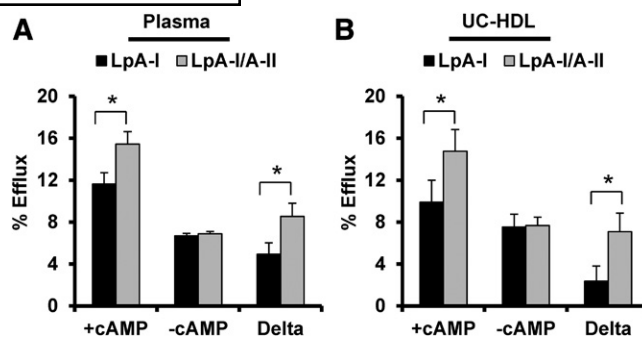 A
Plasma
LpA-I LpA-I/A-II
% Efflux
20
16
12
8
4
0
*
*
+cAMP -cAMP Delta
B
UC-HDL
LpA-I LpA-I/A-II
% Efflux
20
16
12
8
4
0
*
*
+cAMP -cAMP Delta